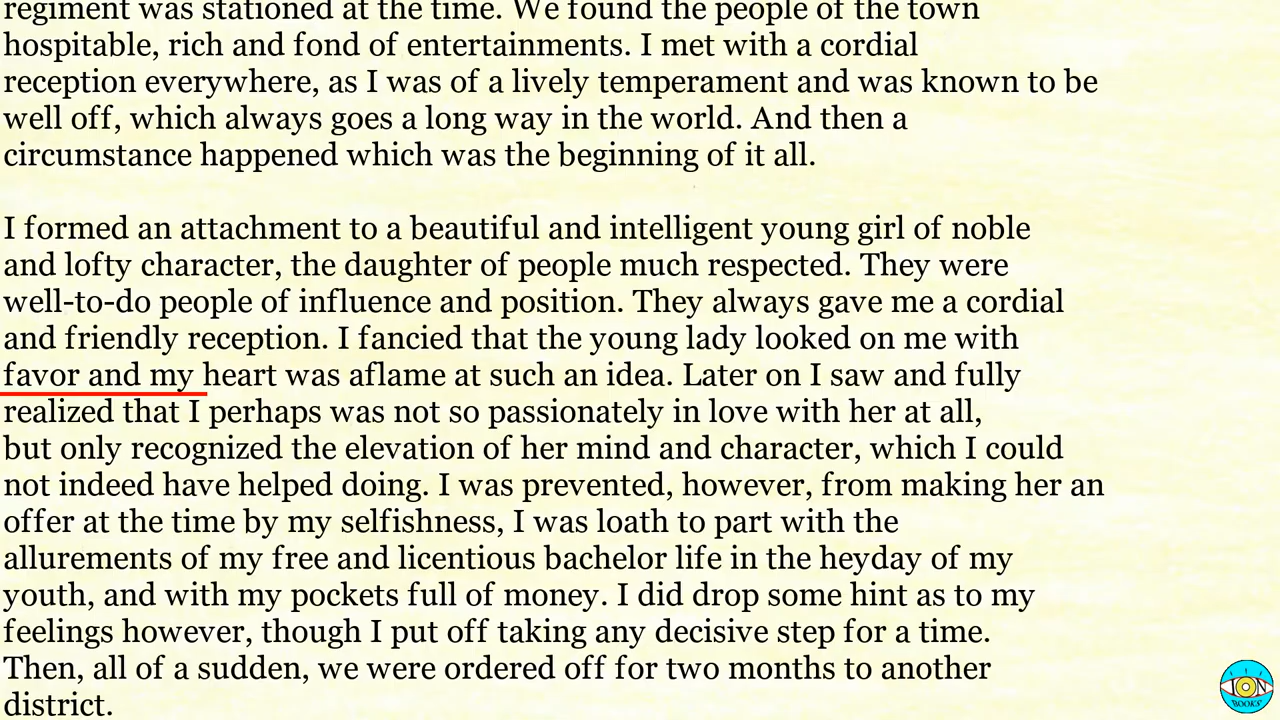 regiment was stationed at the time. We found the people of the town
hospitable, rich and fond of entertainments. I met with a cordial
reception everywhere, as I was of a lively temperament and was known to be
well off, which always goes a long way in the world. And then a
circumstance happened which was the beginning of it all.
I formed an attachment to a beautiful and intelligent young girl of noble
and lofty character, the daughter of people much respected. They were
well-to-do people of influence and position. They always gave me a cordial
and friendly reception. I fancied that the young lady looked on me with
favor and my heart was aflame at such an idea. Later on I saw and fully
realized that I perhaps was not so passionately in love with her at all,
but only recognized the elevation of her mind and character, which I could
not indeed have helped doing. I was prevented, however, from making her an
offer at the time by my selfishness, I was loath to part with the
allurements of my free and licentious bachelor life in the heyday of my
youth, and with my pockets full of money. I did drop some hint as to my
feelings however, though I put off taking any decisive step for a time.
Then, all of a sudden, we were ordered off for two months to another
district.
ION
BOOKS